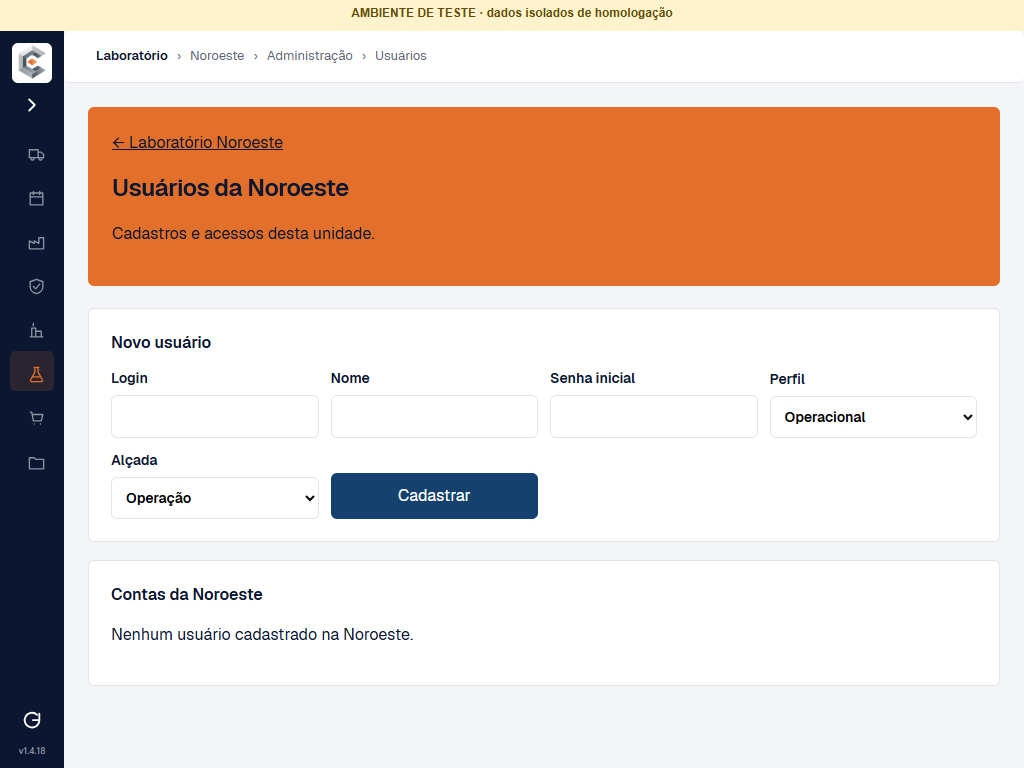 AMBIENTE DE TESTE · dados isolados de homologação
Laboratório › Noroeste › Administração › Usuários
← Laboratório Noroeste
Usuários da Noroeste
Cadastros e acessos desta unidade.
Novo usuário
Login Nome Senha inicial Perfil
Operacional
Alçada
Operação Cadastrar
Contas da Noroeste
Nenhum usuário cadastrado na Noroeste.
v1.4.18